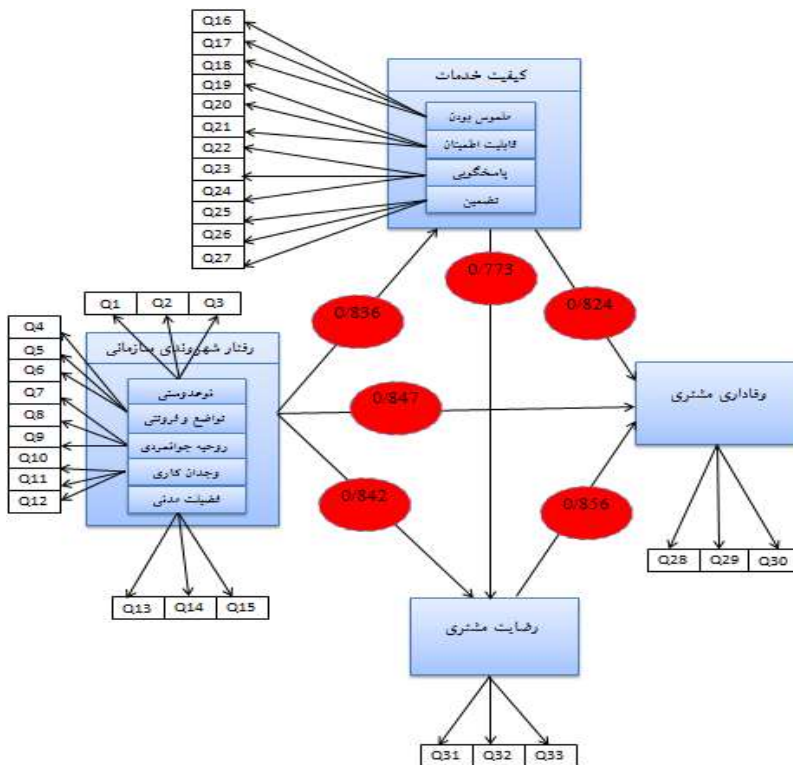 Q16
Q17
Q18
Q19
Q20
Q21
Q22
Q23
Q24
Q25
Q26
Q27
کیفیت خدمات
ملموس بودن
قابلیت اطمینان
پاسخگویی
تضمین
0/773
0/836
0/824
Q1 Q2 Q3
Q4
Q5
Q6
Q7
Q8
Q9
Q10
Q11
Q12
رفتار شهروندی سازمانی
نوعدوستی
تواضع و فروتنی
روحیه جوانمردی
وجدان کاری
فضیلت مدنی
0/847
وفاداری مشتری
0/842
0/856
Q28 Q29 Q30
Q13 Q14 Q15
رضایت مشتری
Q31 Q32 Q33